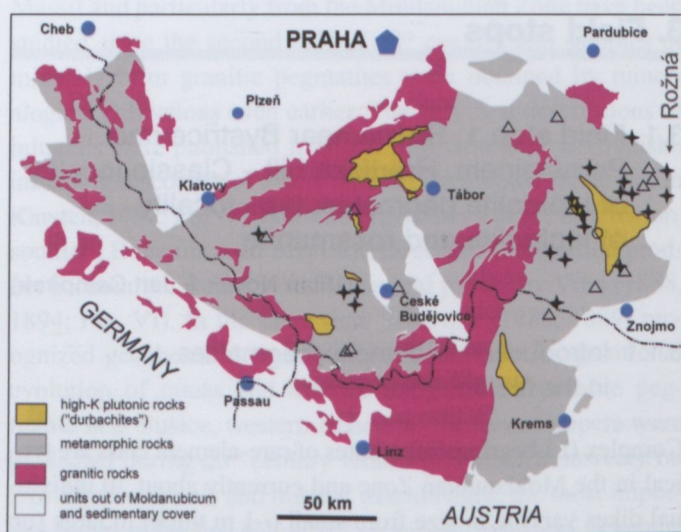 Cheb
PRAHA
Pardubice
Rožná
Plzeň
Klatovy
Tábor
České
Budějovice
GERMANY
Znojmo
Passau
high-K plutonic rocks
("durbachites")
metamorphic rocks
granitic rocks
units out of Moldanubicum
and sedimentary cover
Krems
Linz
50 km
AUSTRIA